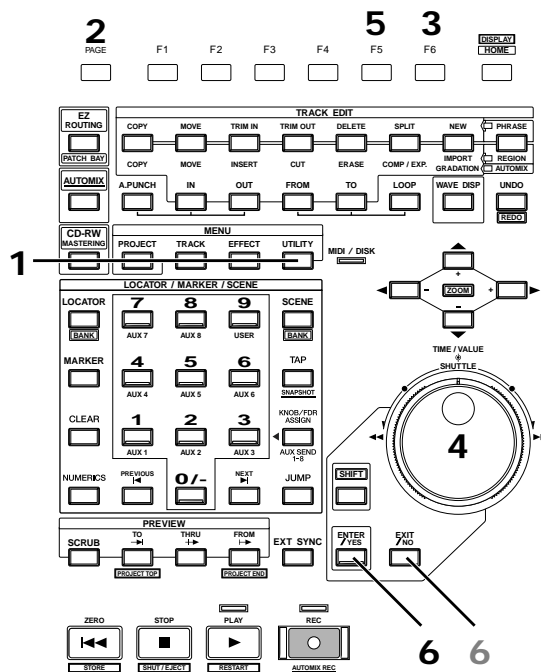 2 5 3
PAGE F1 F2 F3 F4 F5 F6 DISPLAY
HOME
EZ
ROUTING
PATCH BAY
TRACK EDIT
COPY MOVE TRIM IN TRIM OUT DELETE SPLIT NEW PHRASE
COPY MOVE INSERT CUT ERASE COMP / EXP. IMPORT REGION
GRADATION AUTOMIX
AUTOMIX A.PUNCH IN OUT FROM TO LOOP WAVE DISP UNDO
REDO
CD-RW
MASTERING
MENU
PROJECT TRACK EFFECT UTILITY MIDI / DISK
1
LOCATOR / MARKER / SCENE
LOCATOR 7 8 9 SCENE
BANK AUX 7 AUX 8 USER BANK
+
- ZOOM +
-
MARKER 4 5 6 TAP
AUX 4 AUX 5 AUX 6 SNAPSHOT
TIME / VALUE
SHUTTLE
CLEAR 1 2 3 KNOB/FDR
ASSIGN
AUX 1 AUX 2 AUX 3 AUX SEND
1-8
4
NUMERICS PREVIOUS 0/- NEXT JUMP
SHIFT
PREVIEW
SCRUB TO THRU FROM EXT SYNC
PROJECT TOP PROJECT END
ENTER
/YES
EXIT
/NO
6 6
ZERO STOP PLAY REC
STORE SHUT / EJECT RESTART AUTOMIX REC